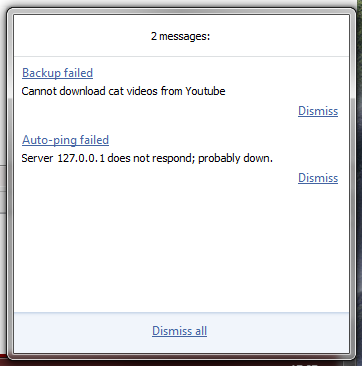 2 messages:
Backup failed
Cannot download cat videos from Youtube
Dismiss
Auto-ping failed
Server 127.0.0.1 does not respond; probably down.
Dismiss
Dismiss all